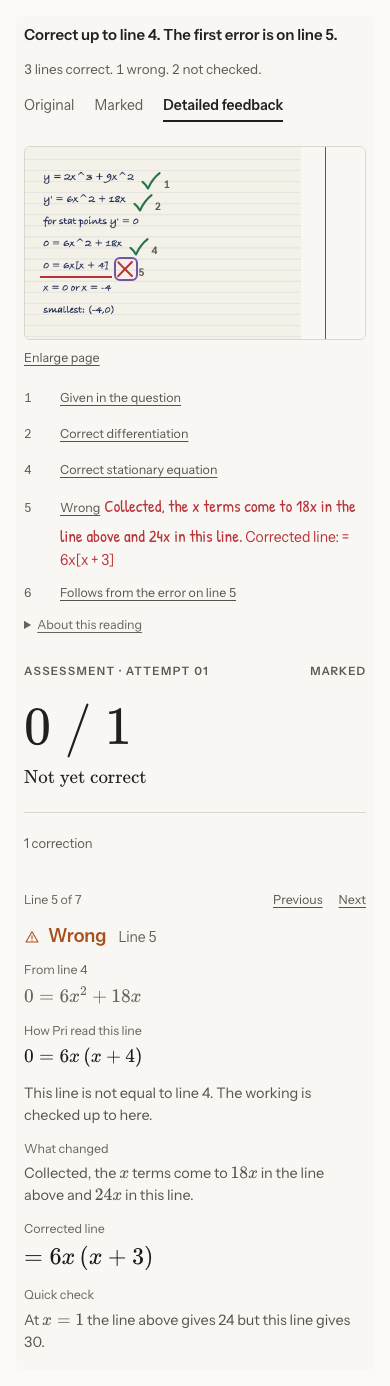 Correct up to line 4. The first error is on line 5.
3 lines correct. 1 wrong. 2 not checked.
Original Marked Detailed feedback
y = 2x^3 + 9x^2 1
y' = 6x^2 + 18x 2
for stat points y' = 0
0 = 6x^2 + 18x 4
0 = 6x[x + 4] 5
x = 0 or x = -4
smallest: (-4,0)
Enlarge page
1 Given in the question
2 Correct differentiation
4 Correct stationary equation
5 Wrong Collected, the x terms come to 18x in the
line above and 24x in this line. Corrected line: =
6x[x + 3]
6 Follows from the error on line 5
About this reading
ASSESSMENT · ATTEMPT 01 MARKED
0 / 1
Not yet correct
1 correction
Line 5 of 7 Previous Next
Wrong Line 5
From line 4
0 = 6x² + 18x
How Pri read this line
0 = 6x (x + 4)
This line is not equal to line 4. The working is
checked up to here.
What changed
Collected, the x terms come to 18x in the line
above and 24x in this line.
Corrected line
= 6x (x + 3)
Quick check
At x = 1 the line above gives 24 but this line gives
30.